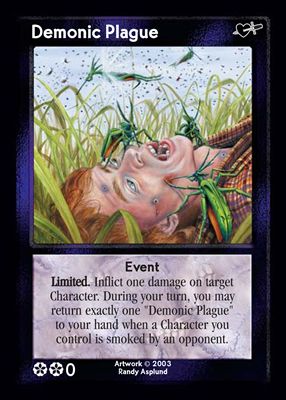 Demonic Plague
Event
Limited. Inflict one damage on target
Character. During your turn, you may
return exactly one "Demonic Plague"
to your hand when a Character you
control is smoked by an opponent.
0
Artwork © 2003
Randy Asplund